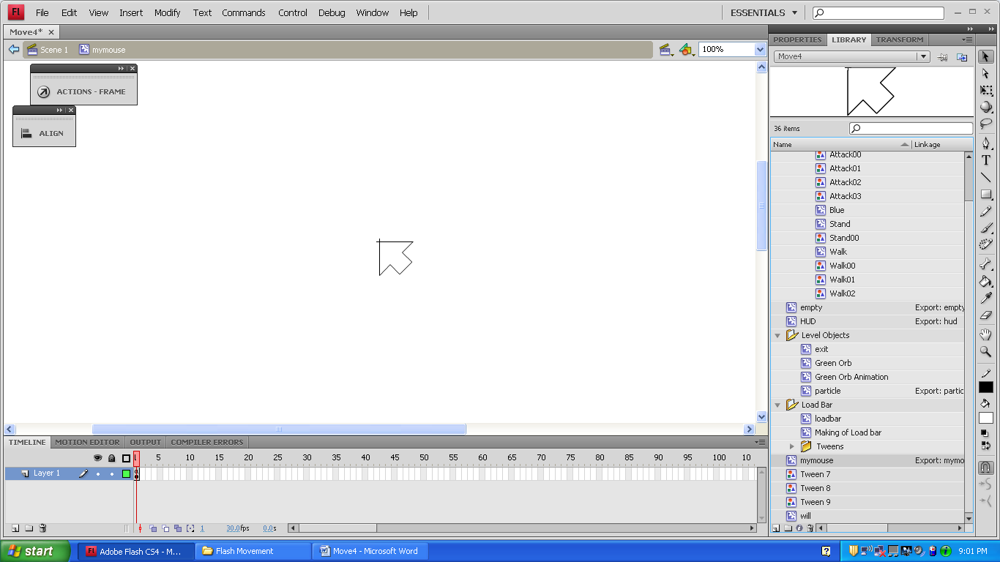 Fl File Edit View Insert Modify Text Commands Control Debug Window Help ESSENTIALS
Move4*
Scene 1 mymouse 100%
ACTIONS - FRAME
ALIGN
PROPERTIES LIBRARY TRANSFORM
Move4
36 items
Name Linkage
Attack00
Attack01
Attack02
Attack03
Blue
Stand
Stand00
Walk
Walk00
Walk01
Walk02
empty Export: empty
HUD Export: hud
Level Objects
exit
Green Orb
Green Orb Animation
particle Export: partic
Load Bar
loadbar
Making of Load bar
Tweens
mymouse Export: mymo
Tween 7
Tween 8
Tween 9
will
T
TIMELINE MOTION EDITOR OUTPUT COMPILER ERRORS
1 5 10 15 20 25 30 35 40 45 50 55 60 65 70 75 80 85 90 95 100 10
Layer 1
a
1 30.0fps 0.0s
start Fl Adobe Flash CS4 - M... Flash Movement Move4 - Microsoft Word 9:01 PM